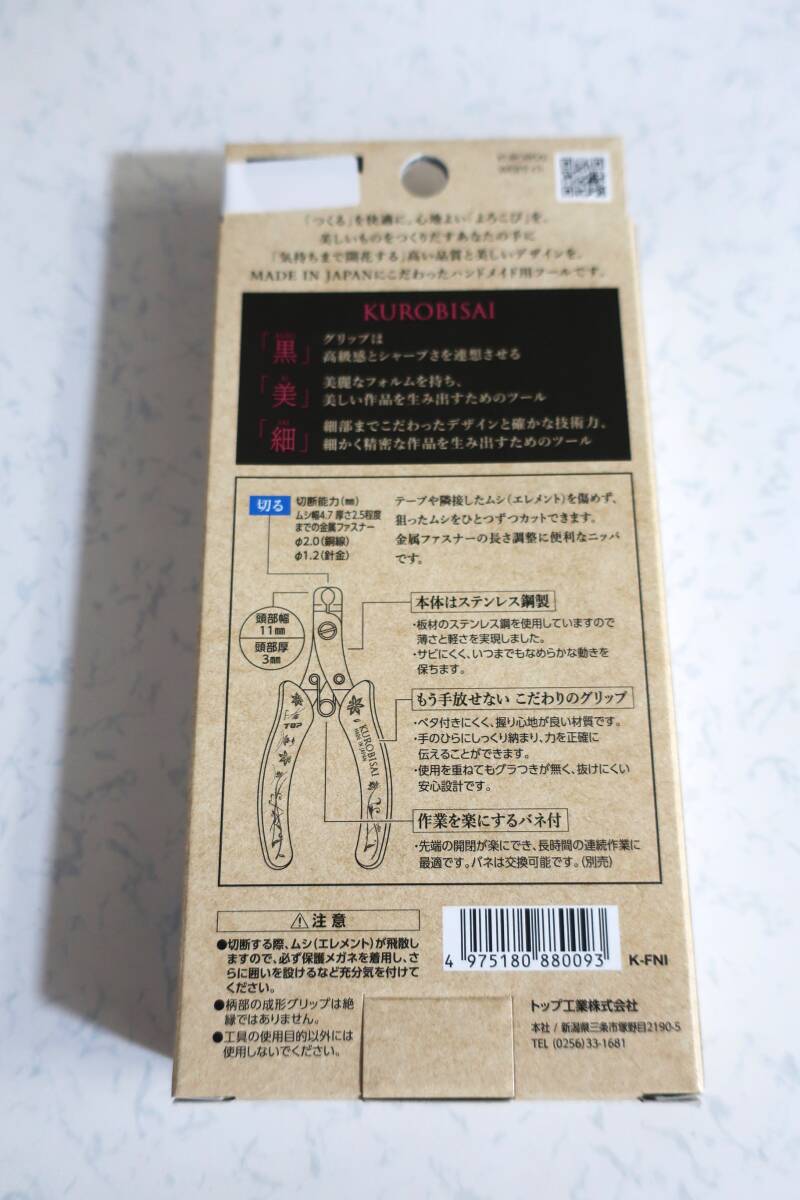 「つくる」を快適に。心地よい「よろこび」を。
美しいものをつくりだすあなたの手に
「気持ちまで開花する」高い品質と美しいデザインを。
MADE IN JAPANにこだわったハンドメイド用ツールです。
KUROBISAI
「黒」
グリップは
高級感とシャープさを連想させる
「美」
美麗なフォルムを持ち、
美しい作品を生み出すためのツール
「細」
細部までこだわったデザインと確かな技術力、
細かく精密な作品を生み出すためのツール
切る
切断能力(㎜)
ムシ幅4.7 厚さ2.5程度
までの金属ファスナー
φ2.0(銅線)
φ1.2(針金)
テープや隣接したムシ(エレメント)を傷めず、
狙ったムシをひとつずつカットできます。
金属ファスナーの長さ調整に便利なニッパ
です。
頭部幅
11㎜
頭部厚
3㎜
本体はステンレス鋼製
・板材のステンレス鋼を使用していますので
薄さと軽さを実現しました。
・サビにくく、いつまでもなめらかな動きを
保ちます。
もう手放せない こだわりのグリップ
・ベタ付きにくく、握り心地が良い材質です。
・手のひらにしっくり納まり、力を正確に
伝えることができます。
・使用を重ねてもグラつきが無く、抜けにくい
安心設計です。
TOP
KUROBISAI
MADE IN JAPAN
作業を楽にするバネ付
・先端の開閉が楽にでき、長時間の連続作業に
最適です。バネは交換可能です。(別売)
⚠注意
●切断する際、ムシ(エレメント)が飛散し
ますので、必ず保護メガネを着用し、さ
らに囲いを設けるなど充分気を付けて
ください。
●柄部の成形グリップは絶
縁ではありません。
●工具の使用目的以外には
使用しないでください。
4 975180 880093
K-FNI
トップ工業株式会社
本社 / 新潟県三条市塚野目2190-5
TEL (0256)33-1681